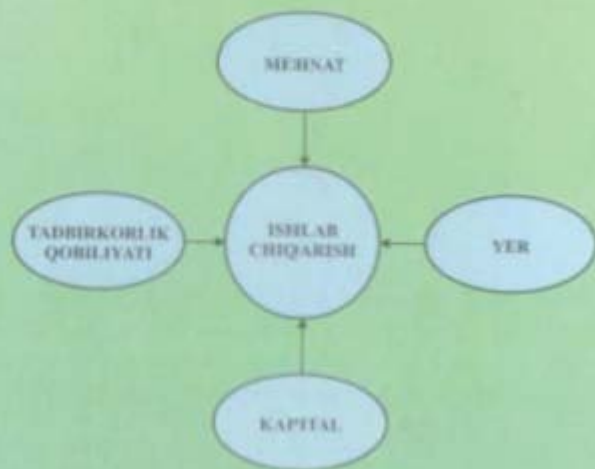 MEHNAT
TADBIRKORLIK
QOBILIYATI
ISHLAB
CHIQARISH
YER
KAPITAL